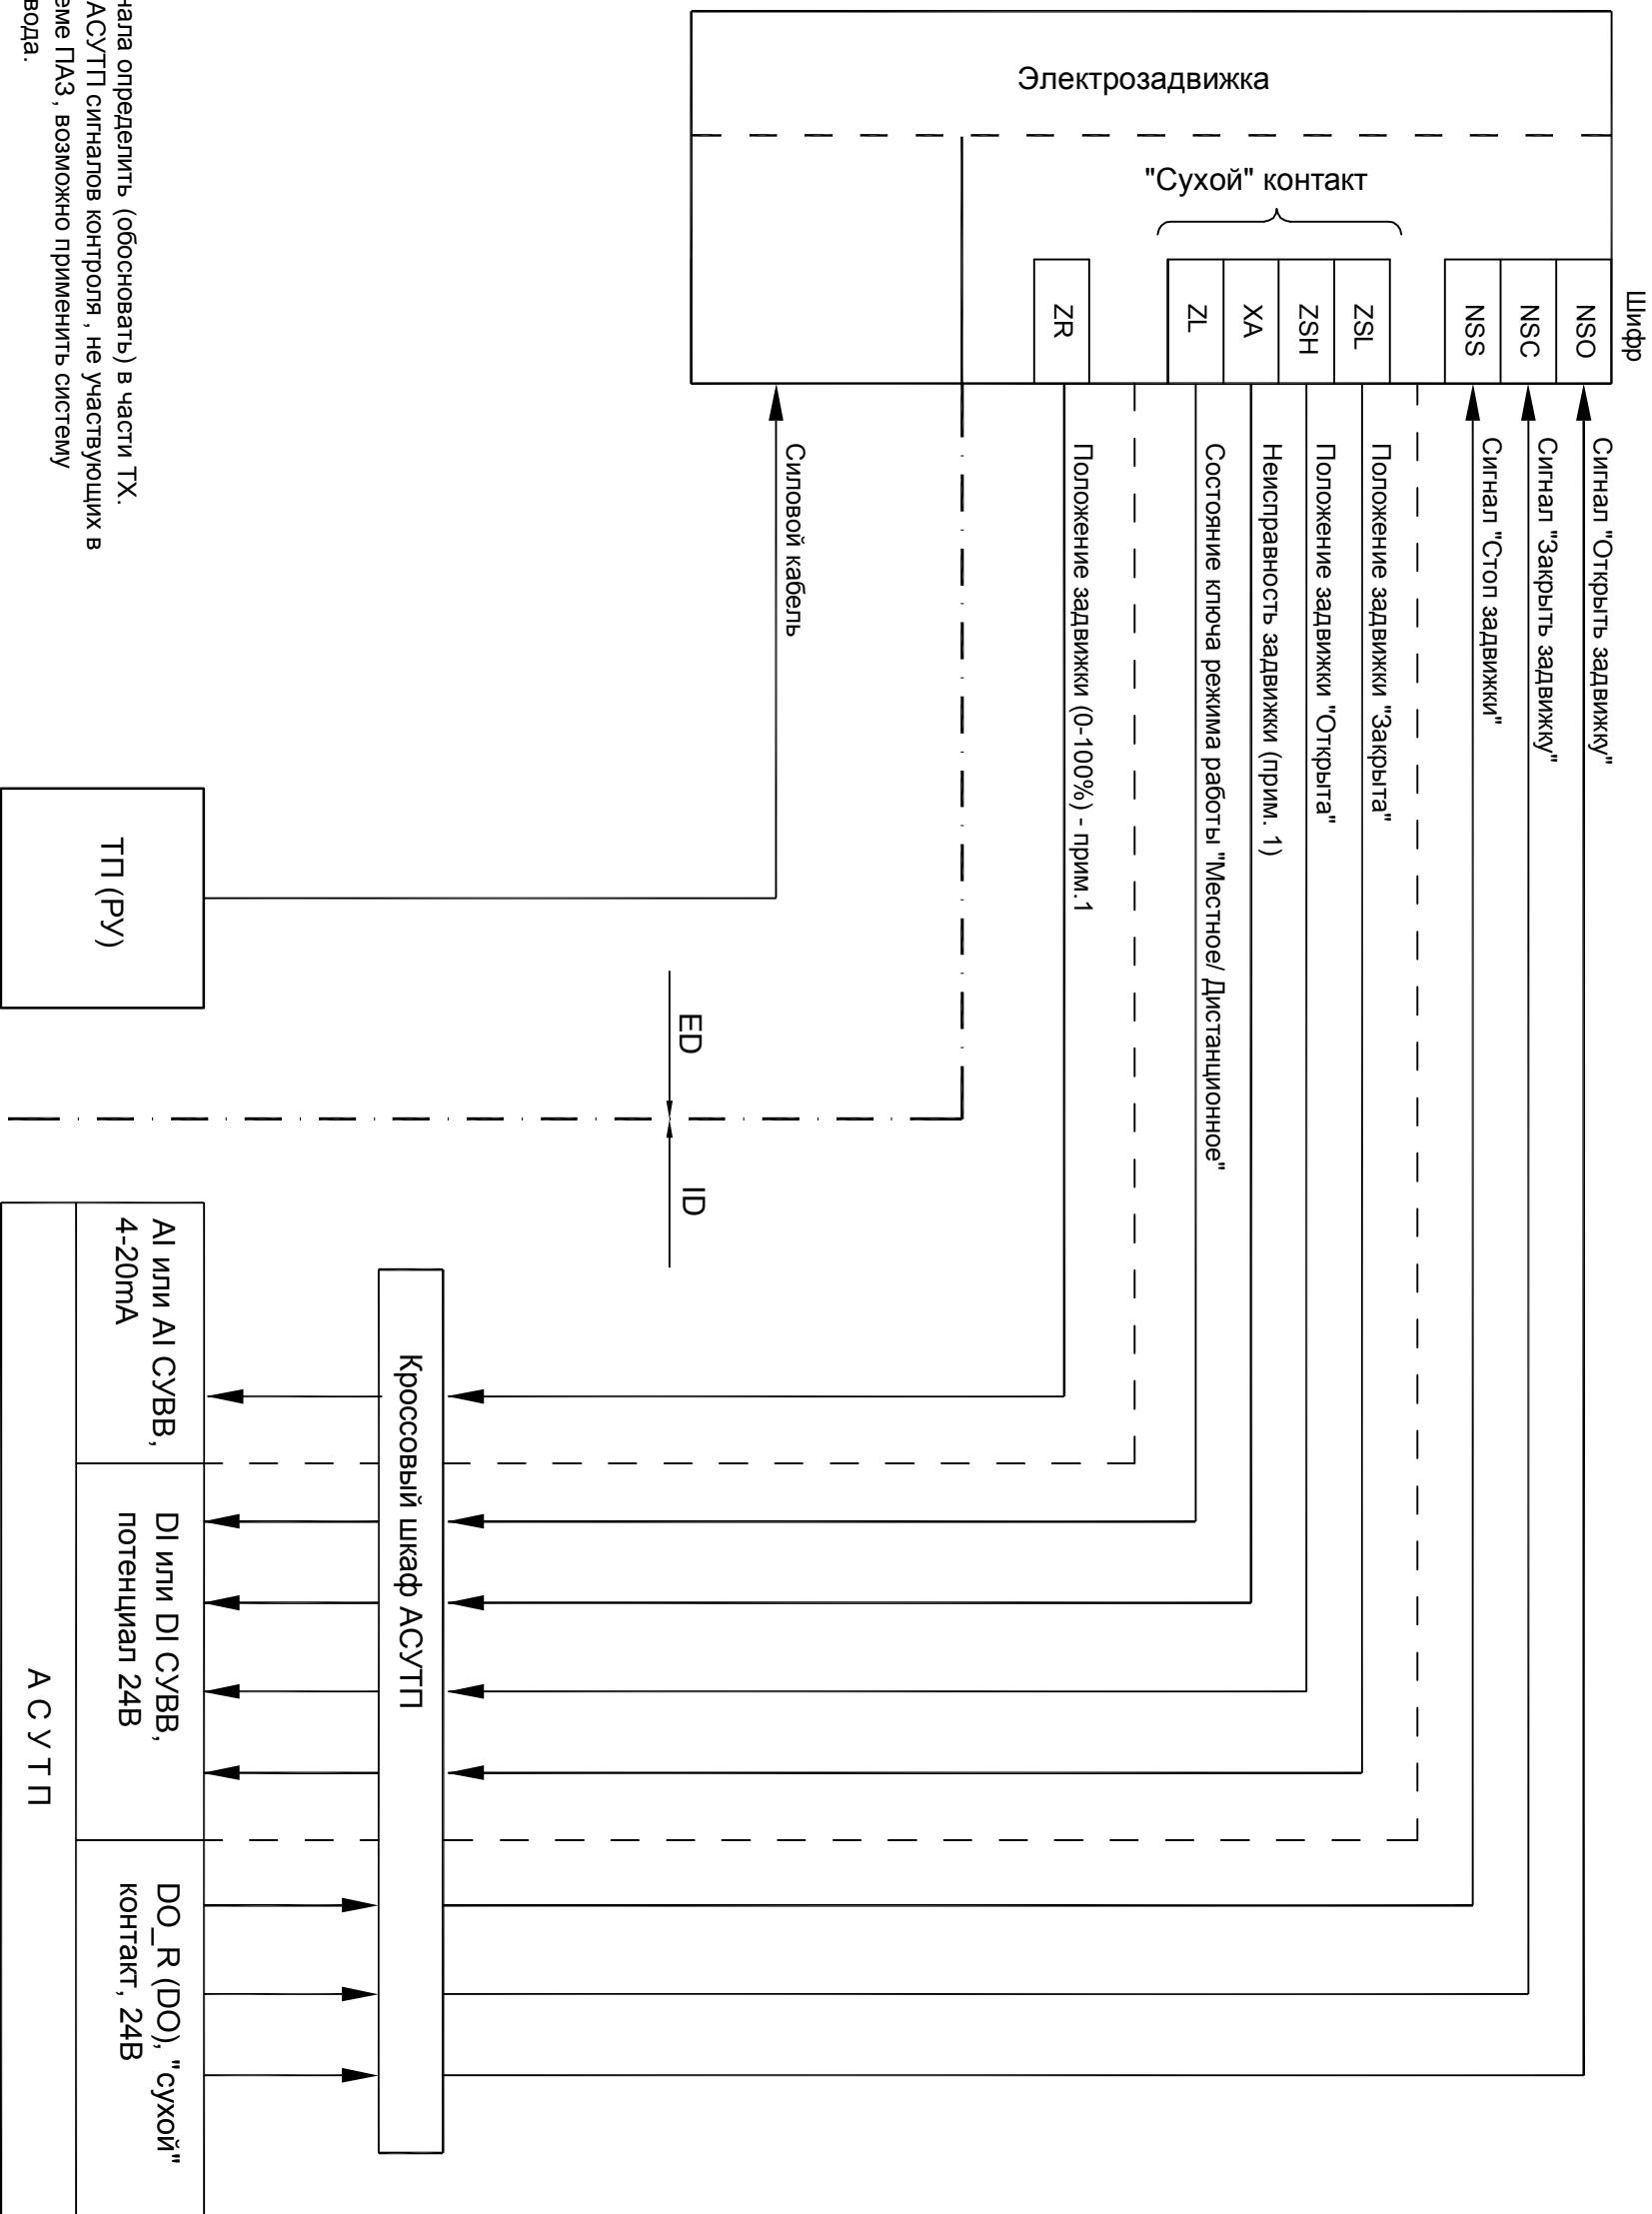 Шифр
Электрозадвижка
"Сухой" контакт
NSO
NSC
NSS
ZSL
ZSH
XA
ZL
ZR
Сигнал "Открыть задвижку"
Сигнал "Закрыть задвижку"
Сигнал "Стоп задвижки"
Положение задвижки "Закрыта"
Положение задвижки "Открыта"
Неисправность задвижки (прим. 1)
Состояние ключа режима работы "Местное/ Дистанционное"
Положение задвижки (0-100%) - прим.1
Силовой кабель
ED
ID
ТП (РУ)
Кроссовый шкаф АСУТП
AI или AI СУВВ,
4-20mA
DI или DI СУВВ,
потенциал 24В
DO_R (DO), "сухой"
контакт, 24В
А С У Т П
определить (обосновать) в части ТХ.
АСУТП сигналов контроля , не участвующих в
ПАЗ , возможно применить систему